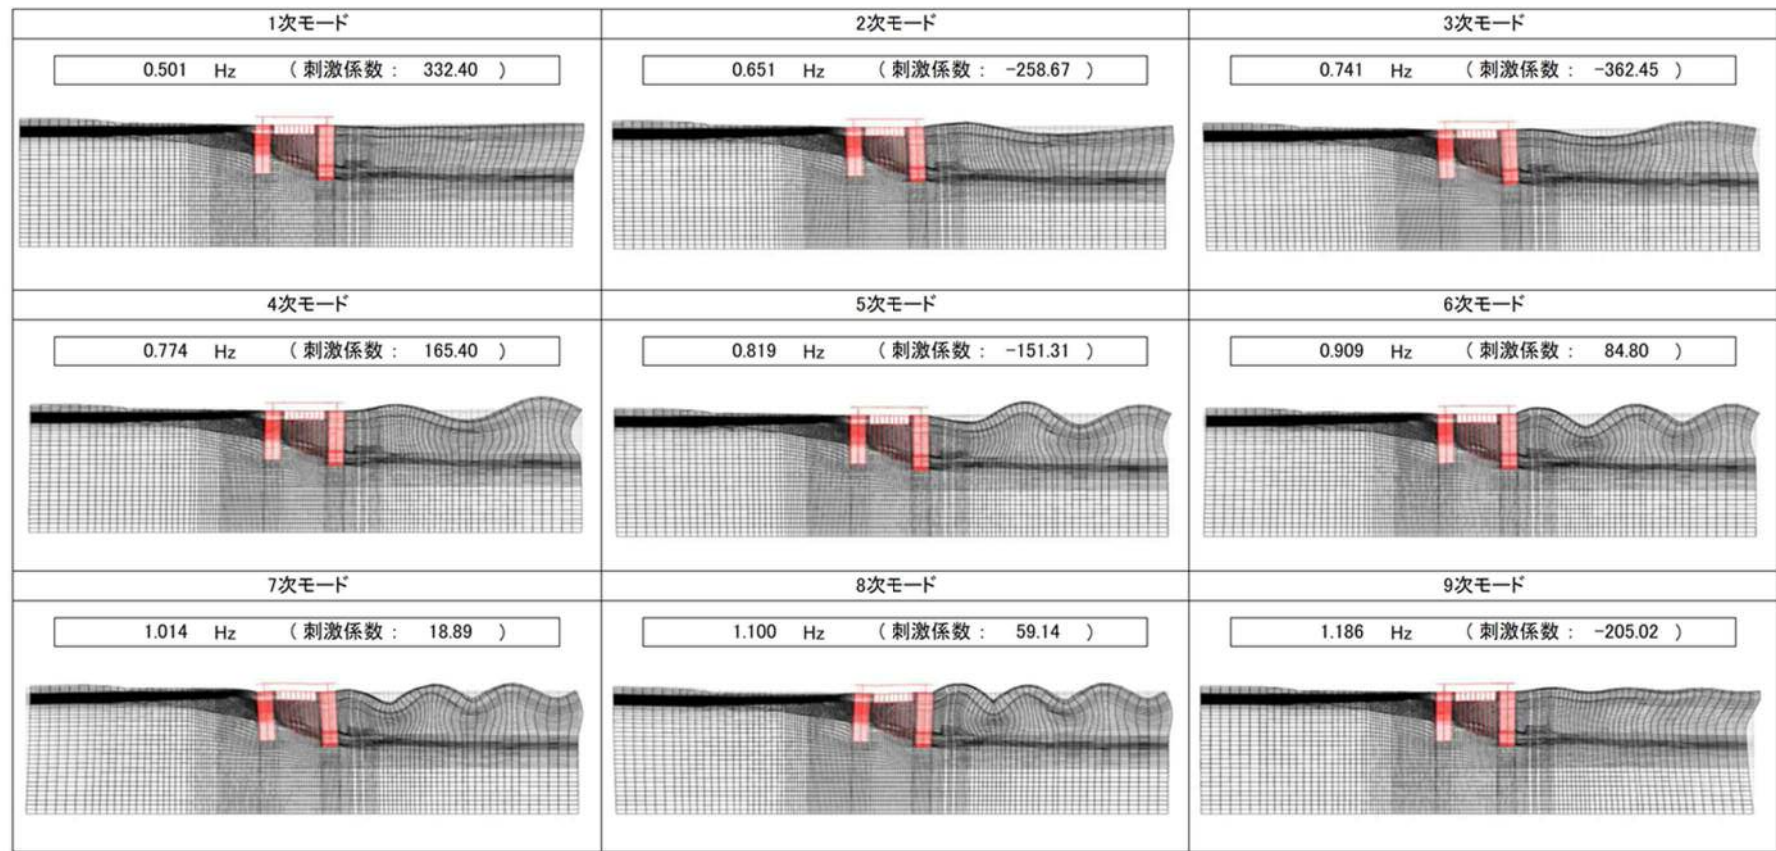 1次モード
2次モード
3次モード
0.501 Hz ( 刺激係数 : 332.40 )
0.651 Hz ( 刺激係数 : -258.67 )
0.741 Hz ( 刺激係数 : -362.45 )
4次モード
5次モード
6次モード
0.774 Hz ( 刺激係数 : 165.40 )
0.819 Hz ( 刺激係数 : -151.31 )
0.909 Hz ( 刺激係数 : 84.80 )
7次モード
8次モード
9次モード
1.014 Hz ( 刺激係数 : 18.89 )
1.100 Hz ( 刺激係数 : 59.14 )
1.186 Hz ( 刺激係数 : -205.02 )